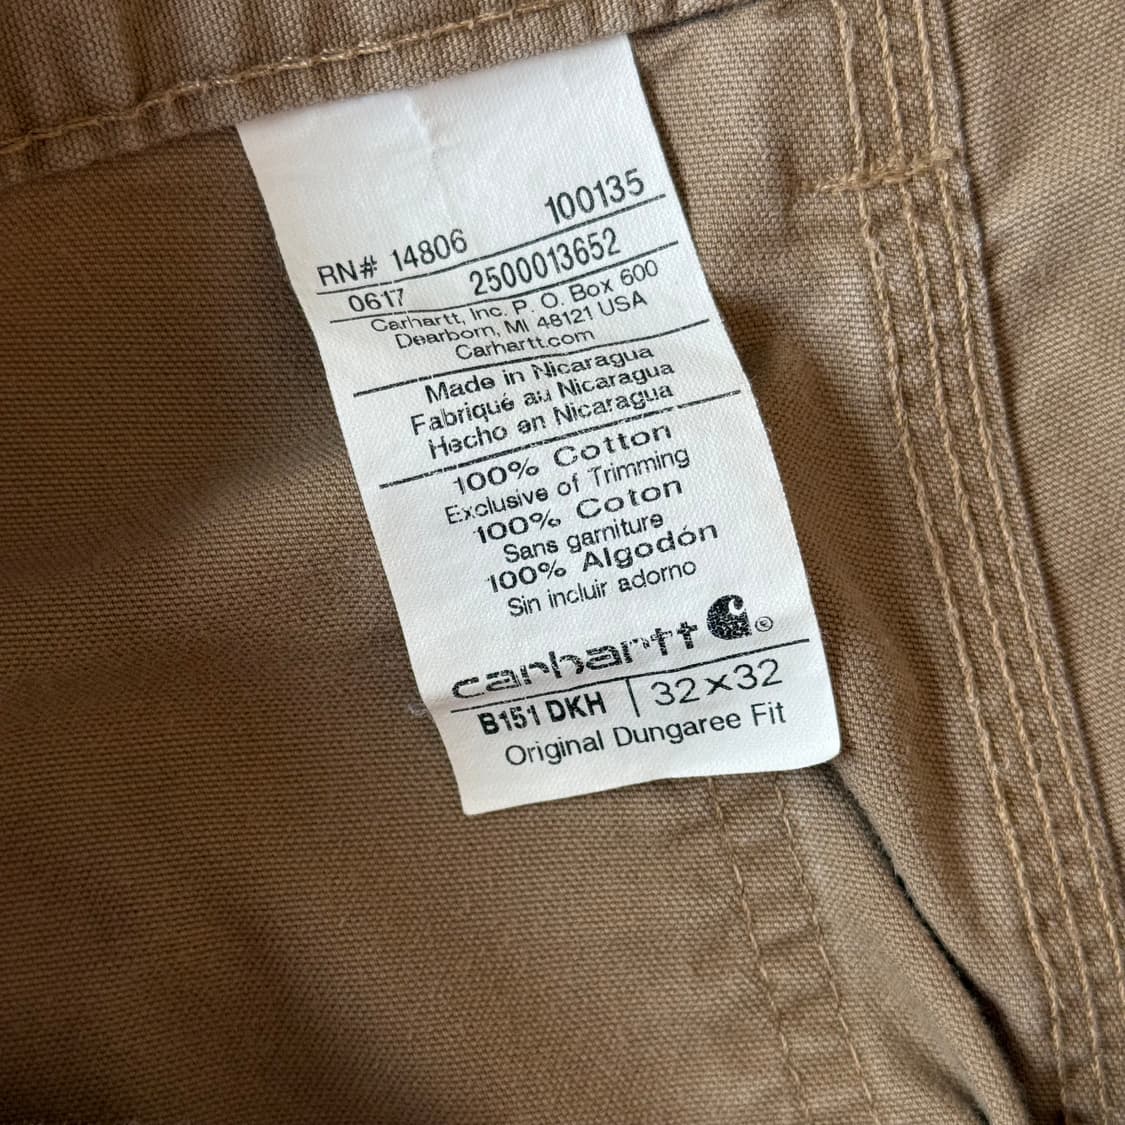 100135
RN# 14806
0617 2500013652
Carhartt, Inc. P. O. Box 600
Dearborn, MI 48121 USA
Carhartt.com
Made in Nicaragua
Fabriqué au Nicaragua
Hecho en Nicaragua
100% Cotton
Exclusive of Trimming
100% Coton
Sans garniture
100% Algodón
Sin incluir adorno
carhartt ®
B151 DKH | 32×32
Original Dungaree Fit